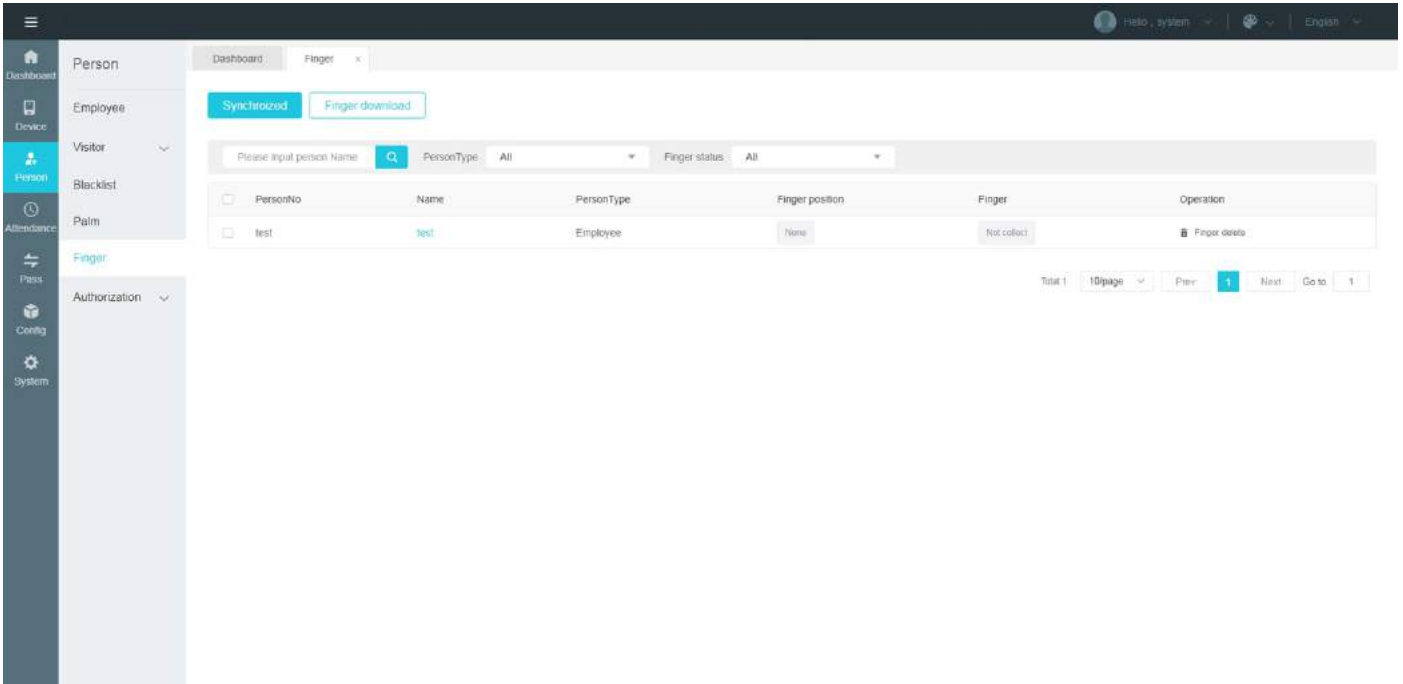 Hello , system
English
Dashboard
Device
Person
Attendance
Pass
Config
System
Person
Employee
Visitor
Blacklist
Palm
Finger
Authorization
Dashboard Finger ×
Synchroized Finger download
Please input person Name PersonType All Finger status All
PersonNo Name PersonType Finger position Finger Operation
test test Employee None Not collect Finger delete
Total 1 10/page Prev 1 Next Go to 1